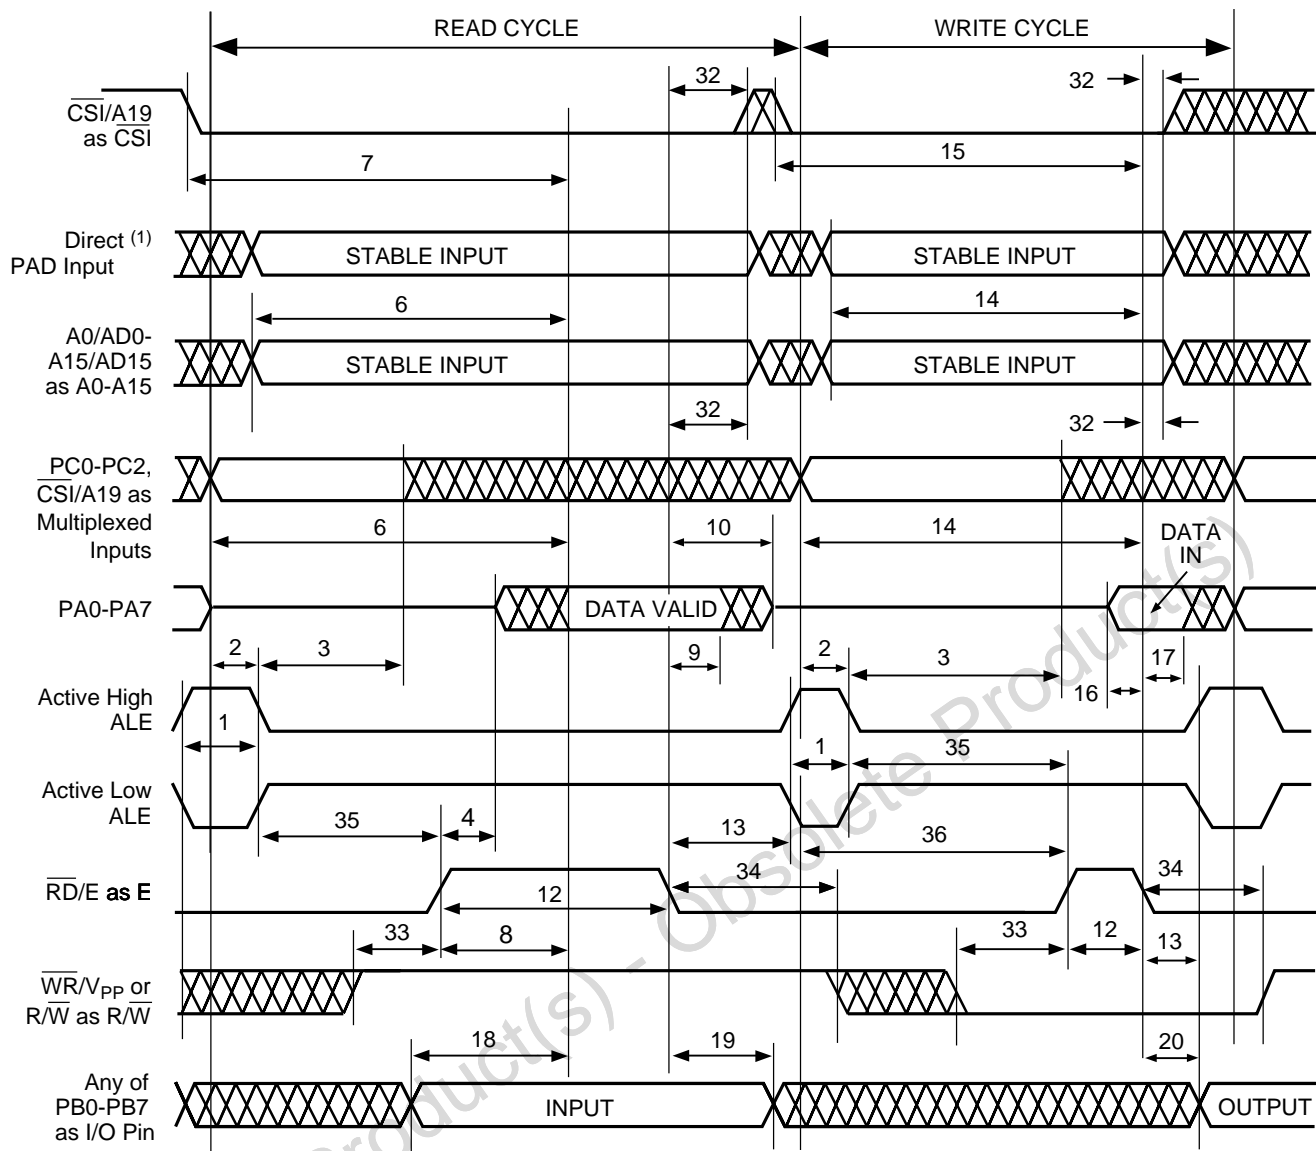 READ CYCLE
WRITE CYCLE
32
32
CSI/A19
as CSI
7
15
Direct (1)
PAD Input
STABLE INPUT
STABLE INPUT
6
14
A0/AD0-
A15/AD15
as A0-A15
STABLE INPUT
STABLE INPUT
32
32
PC0-PC2,
CSI/A19 as
Multiplexed
Inputs
6
10
14
DATA
IN
PA0-PA7
DATA VALID
2
3
9
2
3
17
16
Active High
ALE
1
1
35
Active Low
ALE
35
4
13
36
34
34
RD/E as E
12
33
8
33
12
13
WR/VPP or
R/W as R/W
18
19
20
Any of
PB0-PB7
as I/O Pin
INPUT
OUTPUT
Product(s) - Obsolete Product(s)